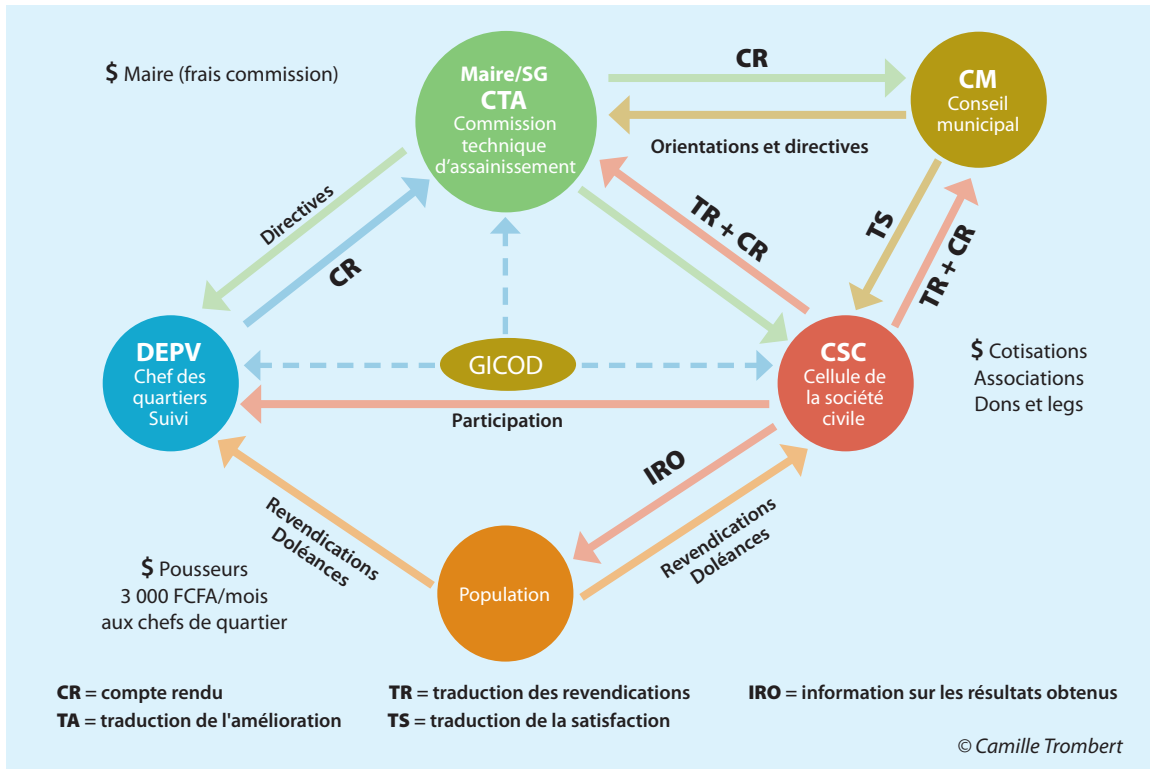 $ Maire (frais commission)
Maire/SG
CTA
Commission
technique
d'assainissement
CR
CM
Conseil
municipal
Orientations et directives
Directives
CR
TR + CR
TS
TR + CR
DEPV
Chef des
quartiers
Suivi
GICOD
CSC
Cellule de
la société
civile
$ Cotisations
Associations
Dons et legs
Participation
IRO
Revendications
Doléances
Revendications
Doléances
Population
$ Pousseurs
3 000 FCFA/mois
aux chefs de quartier
CR = compte rendu
TR = traduction des revendications
IRO = information sur les résultats obtenus
TA = traduction de l'amélioration
TS = traduction de la satisfaction
© Camille Trombert